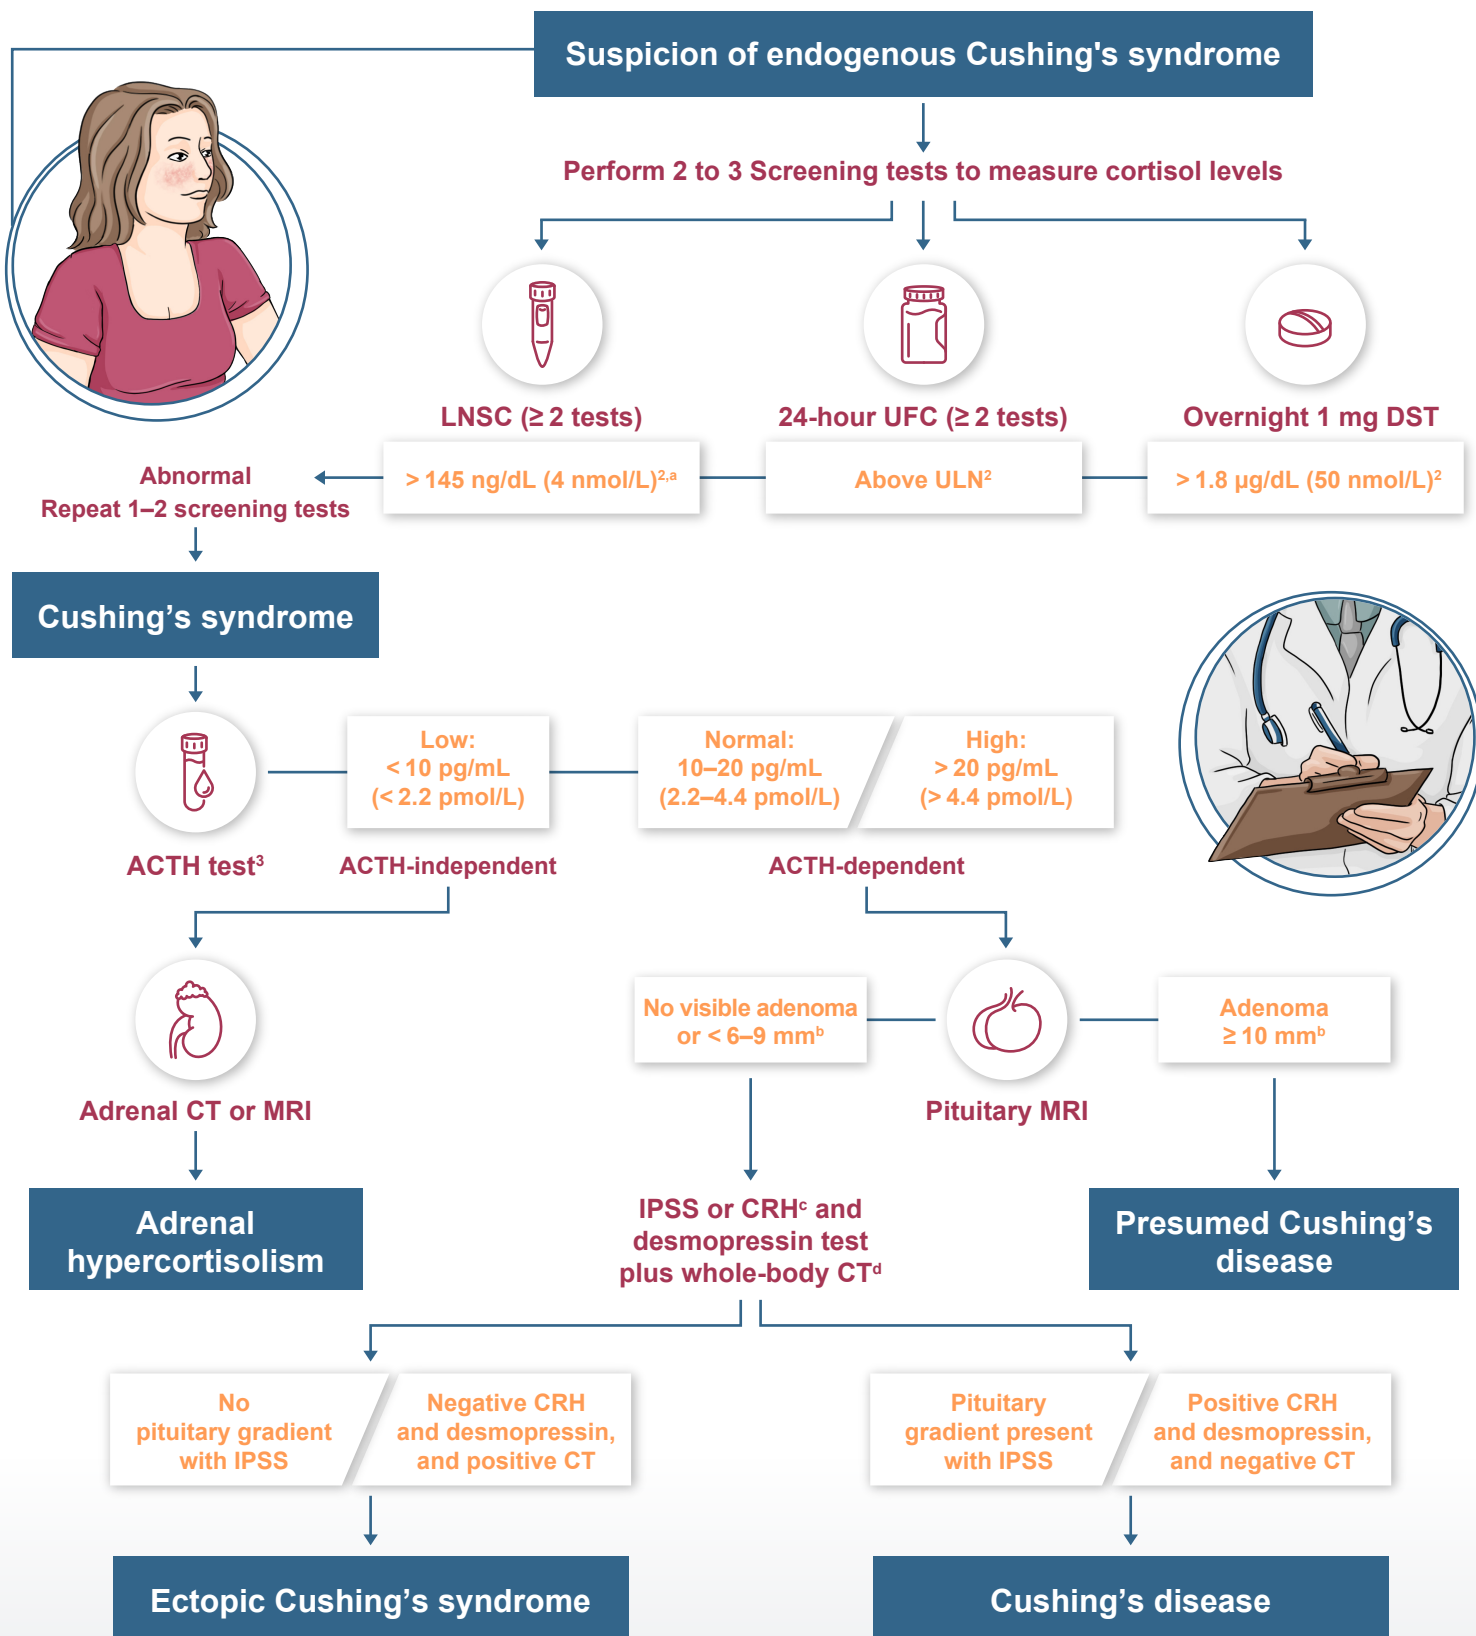 Suspicion of endogenous Cushing's syndrome
Perform 2 to 3 Screening tests to measure cortisol levels
LNSC (≥ 2 tests)
24-hour UFC (≥ 2 tests)
Overnight 1 mg DST
> 145 ng/dL (4 nmol/L)2,a
Above ULN2
> 1.8 µg/dL (50 nmol/L)2
Abnormal
Repeat 1–2 screening tests
Cushing’s syndrome
ACTH test3
Low:
< 10 pg/mL
(< 2.2 pmol/L)
Normal:
10–20 pg/mL
(2.2–4.4 pmol/L)
High:
> 20 pg/mL
(> 4.4 pmol/L)
ACTH-independent
ACTH-dependent
Adrenal CT or MRI
No visible adenoma
or < 6–9 mmb
Pituitary MRI
Adenoma
≥ 10 mmb
Adrenal
hypercortisolism
IPSS or CRHc and
desmopressin test
plus whole-body CTd
Presumed Cushing’s
disease
No
pituitary gradient
with IPSS
Negative CRH
and desmopressin,
and positive CT
Pituitary
gradient present
with IPSS
Positive CRH
and desmopressin,
and negative CT
Ectopic Cushing’s syndrome
Cushing’s disease